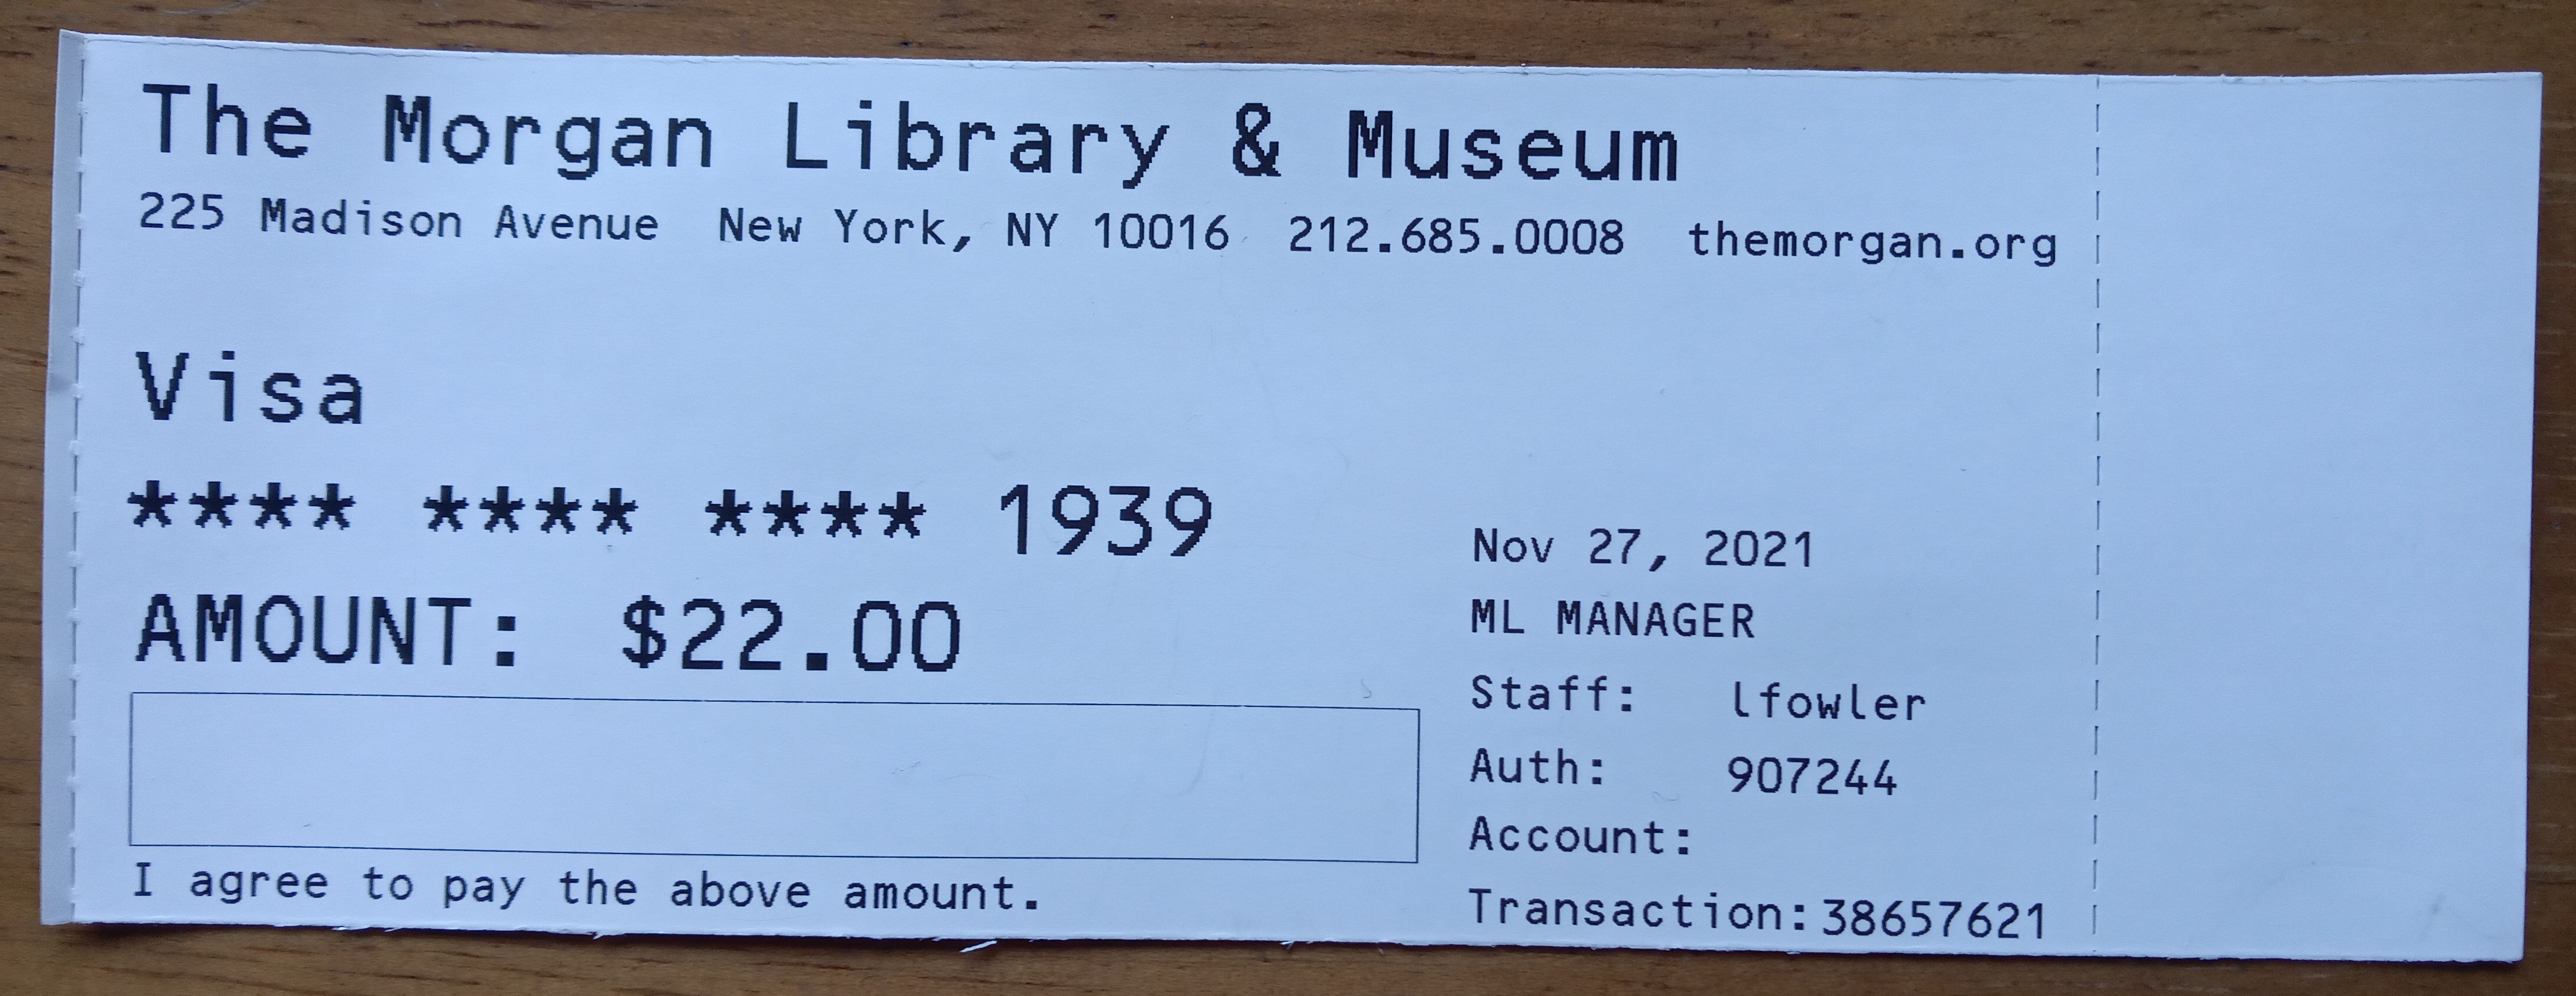 The Morgan Library & Museum
225 Madison Avenue New York, NY 10016 212.685.0008 themorgan.org
Visa
**** **** **** 1939
AMOUNT: $22.00
I agree to pay the above amount.
Nov 27, 2021
ML MANAGER
Staff: lfowler
Auth: 907244
Account:
Transaction:38657621